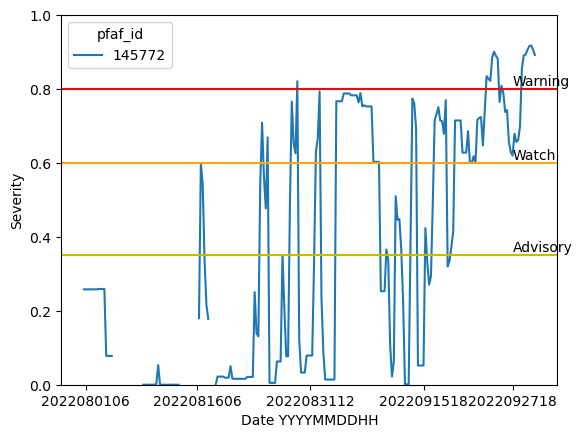 pfaf_id
145772
1.0
0.8
0.6
0.4
0.2
0.0
Severity
Warning
Watch
Advisory
2022080106 2022081606 2022083112 2022091518 2022092718
Date YYYYMMDDHH